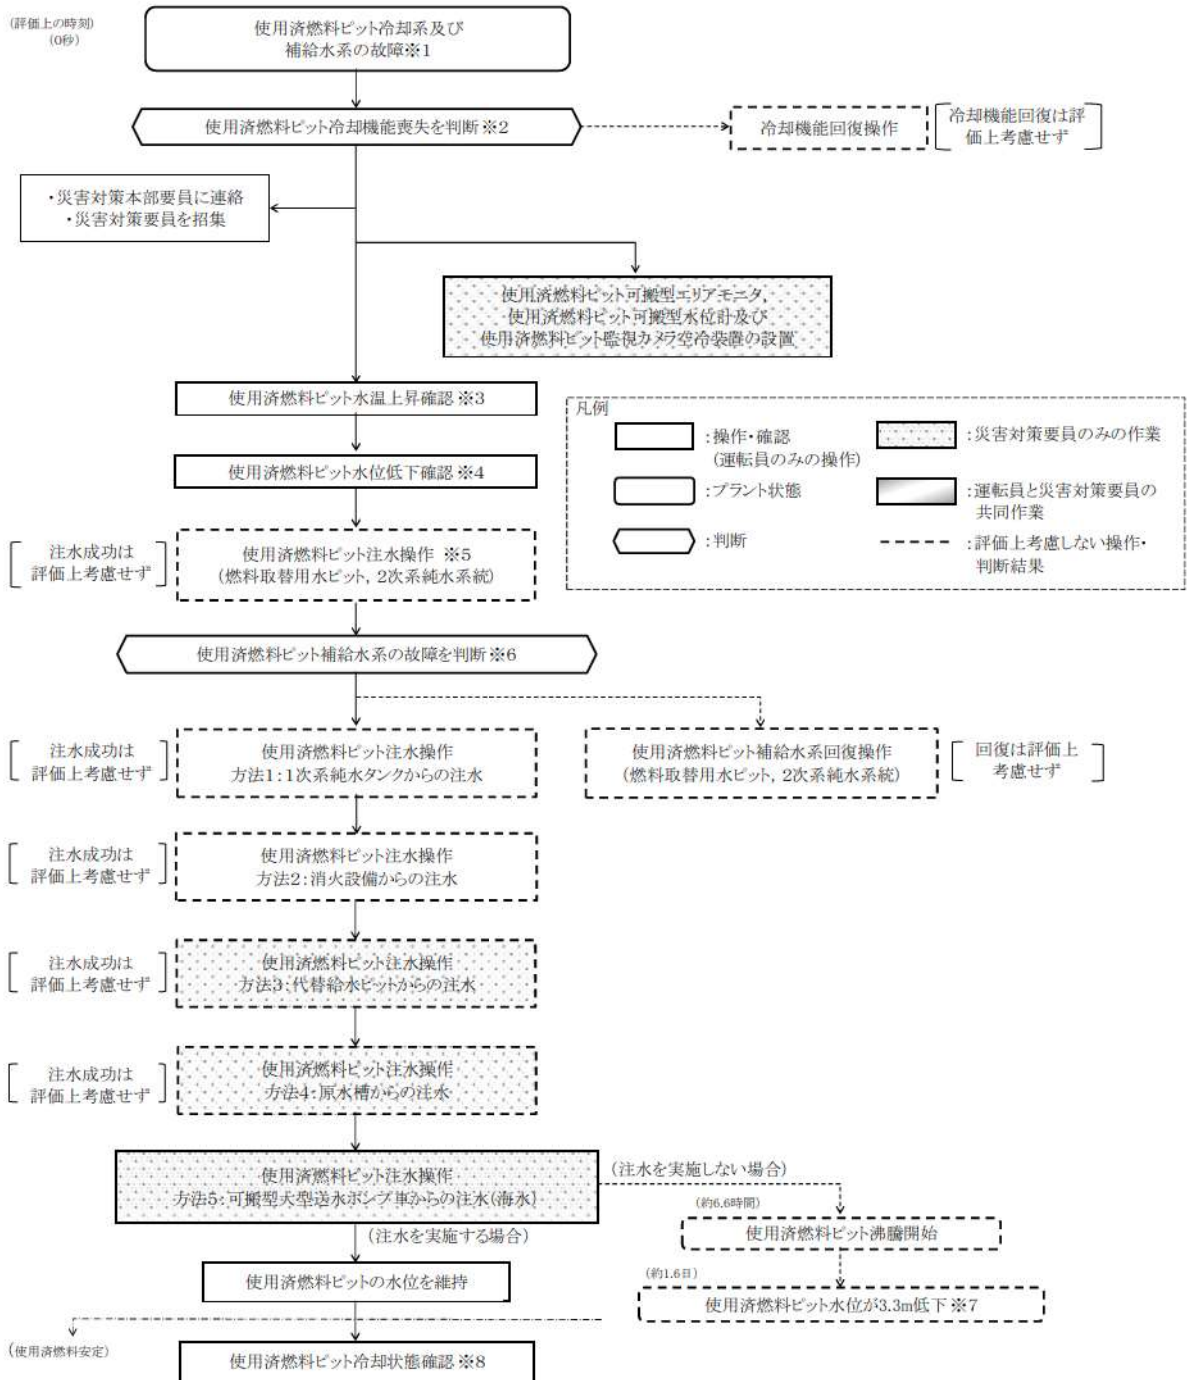 (評価上の時刻)
(0秒)
使用済燃料ピット冷却系及び
補給水系の故障※1
使用済燃料ピット冷却機能喪失を判断※2
冷却機能回復操作
冷却機能回復は評
価上考慮せず
・災害対策本部要員に連絡
・災害対策要員を招集
使用済燃料ピット可搬型エリアモニタ,
使用済燃料ピット可搬型水位計及び
使用済燃料ピット監視カメラ空冷装置の設置
使用済燃料ピット水温上昇確認※3
使用済燃料ピット水位低下確認※4
凡例
:操作・確認
(運転員のみの操作)
:災害対策要員のみの作業
:プラント状態
:運転員と災害対策要員の
共同作業
:判断
:評価上考慮しない操作・
判断結果
注水成功は
評価上考慮せず
使用済燃料ピット注水操作 ※5
(燃料取替用水ピット, 2次系純水系統)
使用済燃料ピット補給水系の故障を判断※6
注水成功は
評価上考慮せず
使用済燃料ピット注水操作
方法1:1次系純水タンクからの注水
使用済燃料ピット補給水系回復操作
(燃料取替用水ピット, 2次系純水系統)
回復は評価上
考慮せず
注水成功は
評価上考慮せず
使用済燃料ピット注水操作
方法2:消火設備からの注水
注水成功は
評価上考慮せず
使用済燃料ピット注水操作
方法3:代替給水ピットからの注水
注水成功は
評価上考慮せず
使用済燃料ピット注水操作
方法4:原水槽からの注水
使用済燃料ピット注水操作
方法5:可搬型大型送水ポンプ車からの注水(海水)
(注水を実施しない場合)
(注水を実施する場合)
(約6.6時間)
使用済燃料ピット沸騰開始
使用済燃料ピットの水位を維持
(約1.6日)
使用済燃料ピット水位が3.3m低下※7
(使用済燃料安定)
使用済燃料ピット冷却状態確認※8